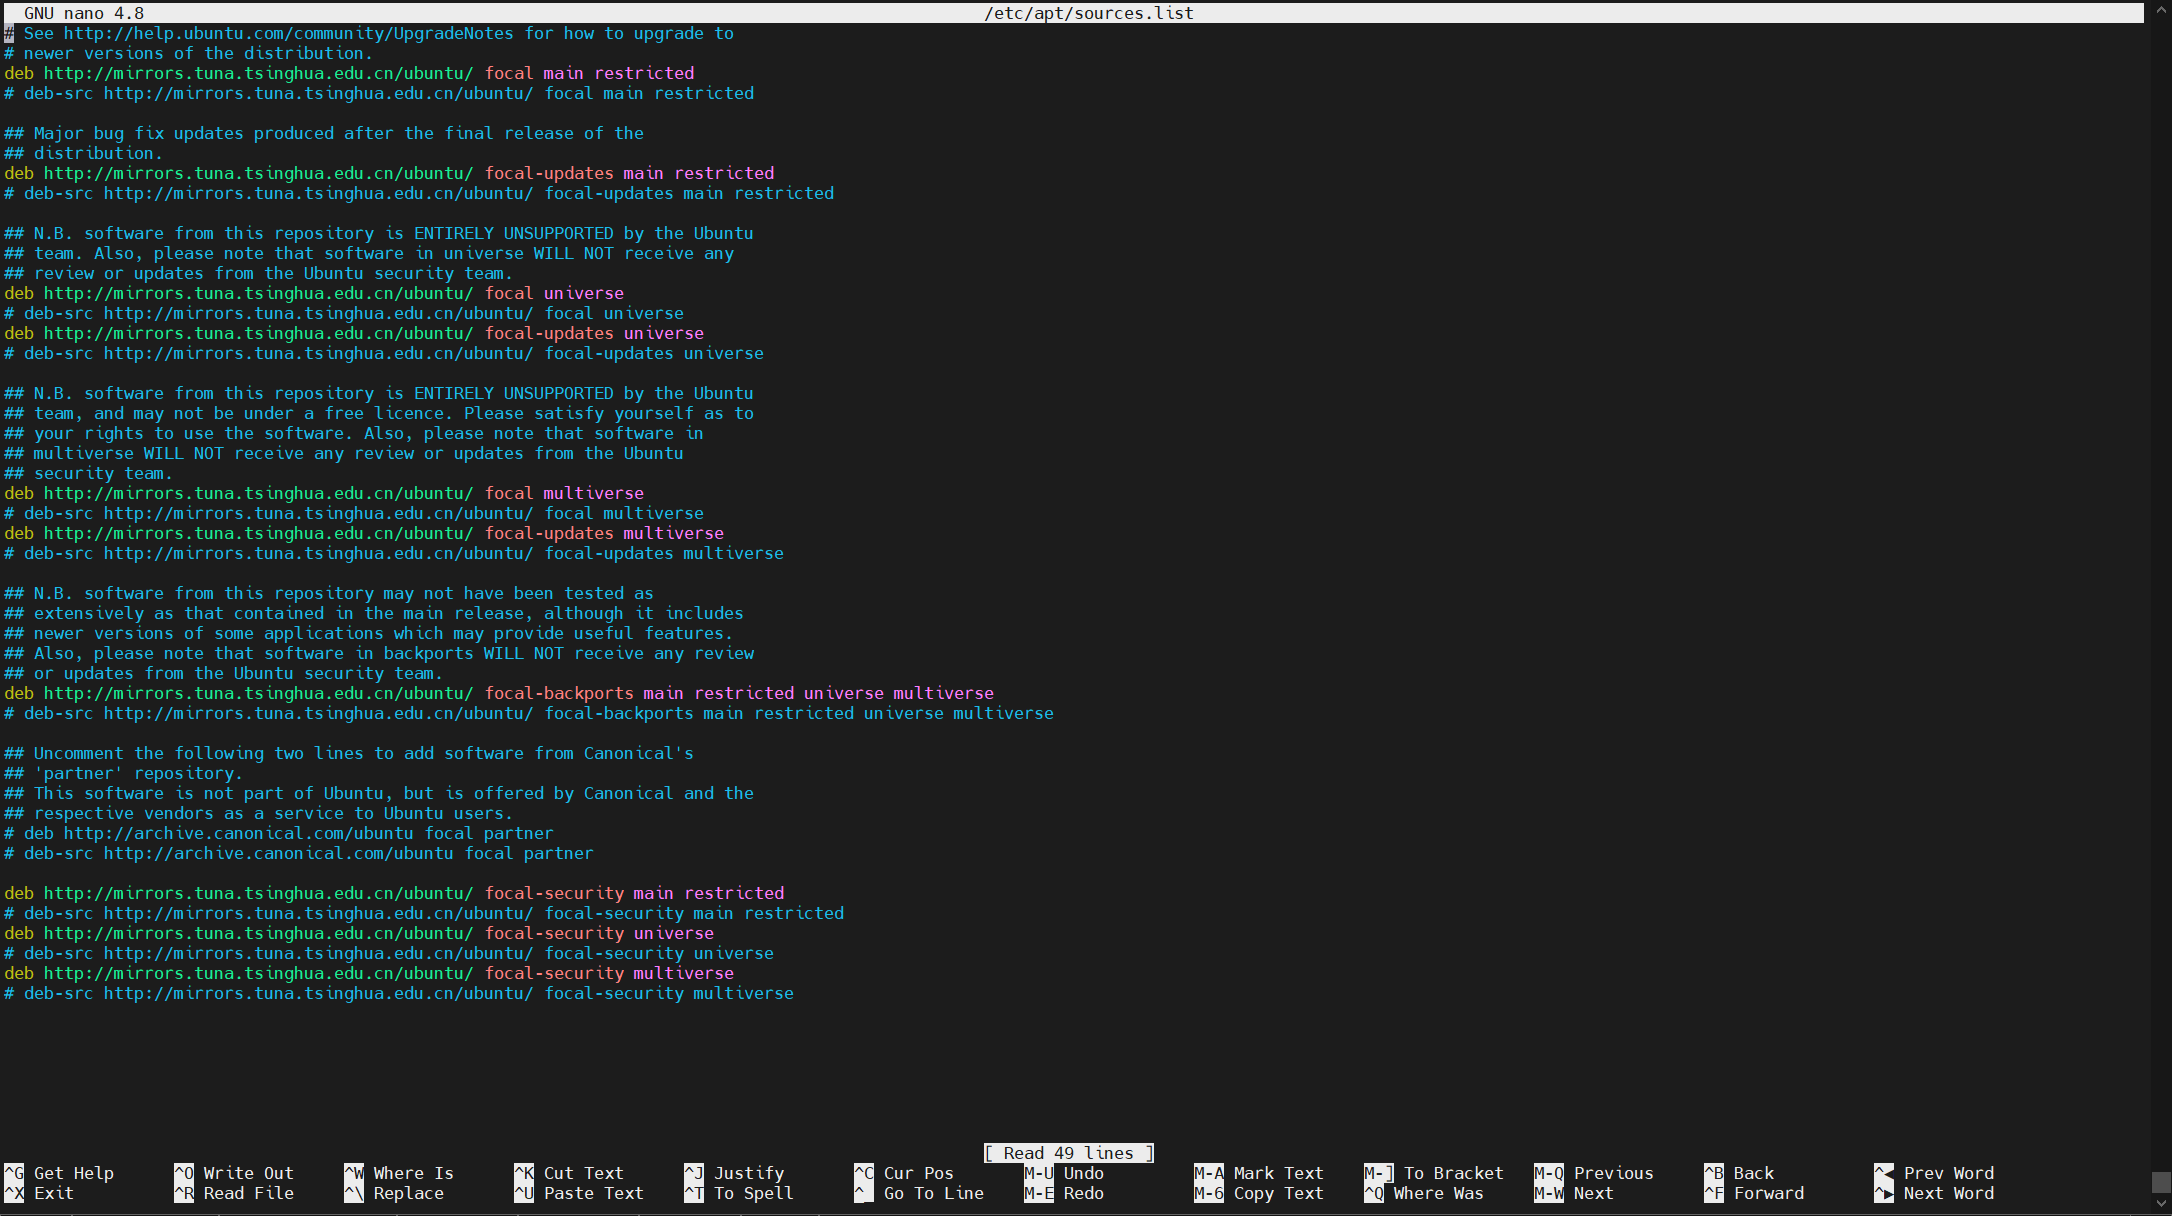 GNU nano 4.8 /etc/apt/sources.list
# See http://help.ubuntu.com/community/UpgradeNotes for how to upgrade to
# newer versions of the distribution.
deb http://mirrors.tuna.tsinghua.edu.cn/ubuntu/ focal main restricted
# deb-src http://mirrors.tuna.tsinghua.edu.cn/ubuntu/ focal main restricted

## Major bug fix updates produced after the final release of the
## distribution.
deb http://mirrors.tuna.tsinghua.edu.cn/ubuntu/ focal-updates main restricted
# deb-src http://mirrors.tuna.tsinghua.edu.cn/ubuntu/ focal-updates main restricted

## N.B. software from this repository is ENTIRELY UNSUPPORTED by the Ubuntu
## team. Also, please note that software in universe WILL NOT receive any
## review or updates from the Ubuntu security team.
deb http://mirrors.tuna.tsinghua.edu.cn/ubuntu/ focal universe
# deb-src http://mirrors.tuna.tsinghua.edu.cn/ubuntu/ focal universe
deb http://mirrors.tuna.tsinghua.edu.cn/ubuntu/ focal-updates universe
# deb-src http://mirrors.tuna.tsinghua.edu.cn/ubuntu/ focal-updates universe

## N.B. software from this repository is ENTIRELY UNSUPPORTED by the Ubuntu
## team, and may not be under a free licence. Please satisfy yourself as to
## your rights to use the software. Also, please note that software in
## multiverse WILL NOT receive any review or updates from the Ubuntu
## security team.
deb http://mirrors.tuna.tsinghua.edu.cn/ubuntu/ focal multiverse
# deb-src http://mirrors.tuna.tsinghua.edu.cn/ubuntu/ focal multiverse
deb http://mirrors.tuna.tsinghua.edu.cn/ubuntu/ focal-updates multiverse
# deb-src http://mirrors.tuna.tsinghua.edu.cn/ubuntu/ focal-updates multiverse

## N.B. software from this repository may not have been tested as
## extensively as that contained in the main release, although it includes
## newer versions of some applications which may provide useful features.
## Also, please note that software in backports WILL NOT receive any review
## or updates from the Ubuntu security team.
deb http://mirrors.tuna.tsinghua.edu.cn/ubuntu/ focal-backports main restricted universe multiverse
# deb-src http://mirrors.tuna.tsinghua.edu.cn/ubuntu/ focal-backports main restricted universe multiverse

## Uncomment the following two lines to add software from Canonical's
## 'partner' repository.
## This software is not part of Ubuntu, but is offered by Canonical and the
## respective vendors as a service to Ubuntu users.
# deb http://archive.canonical.com/ubuntu focal partner
# deb-src http://archive.canonical.com/ubuntu focal partner

deb http://mirrors.tuna.tsinghua.edu.cn/ubuntu/ focal-security main restricted
# deb-src http://mirrors.tuna.tsinghua.edu.cn/ubuntu/ focal-security main restricted
deb http://mirrors.tuna.tsinghua.edu.cn/ubuntu/ focal-security universe
# deb-src http://mirrors.tuna.tsinghua.edu.cn/ubuntu/ focal-security universe
deb http://mirrors.tuna.tsinghua.edu.cn/ubuntu/ focal-security multiverse
# deb-src http://mirrors.tuna.tsinghua.edu.cn/ubuntu/ focal-security multiverse

[ Read 49 lines ]
^G Get Help ^O Write Out ^W Where Is ^K Cut Text ^J Justify ^C Cur Pos M-U Undo M-A Mark Text M-] To Bracket M-Q Previous ^B Back ^◀ Prev Word
^X Exit ^R Read File ^\ Replace ^U Paste Text ^T To Spell ^_ Go To Line M-E Redo M-6 Copy Text ^Q Where Was M-W Next ^F Forward ^▶ Next Word